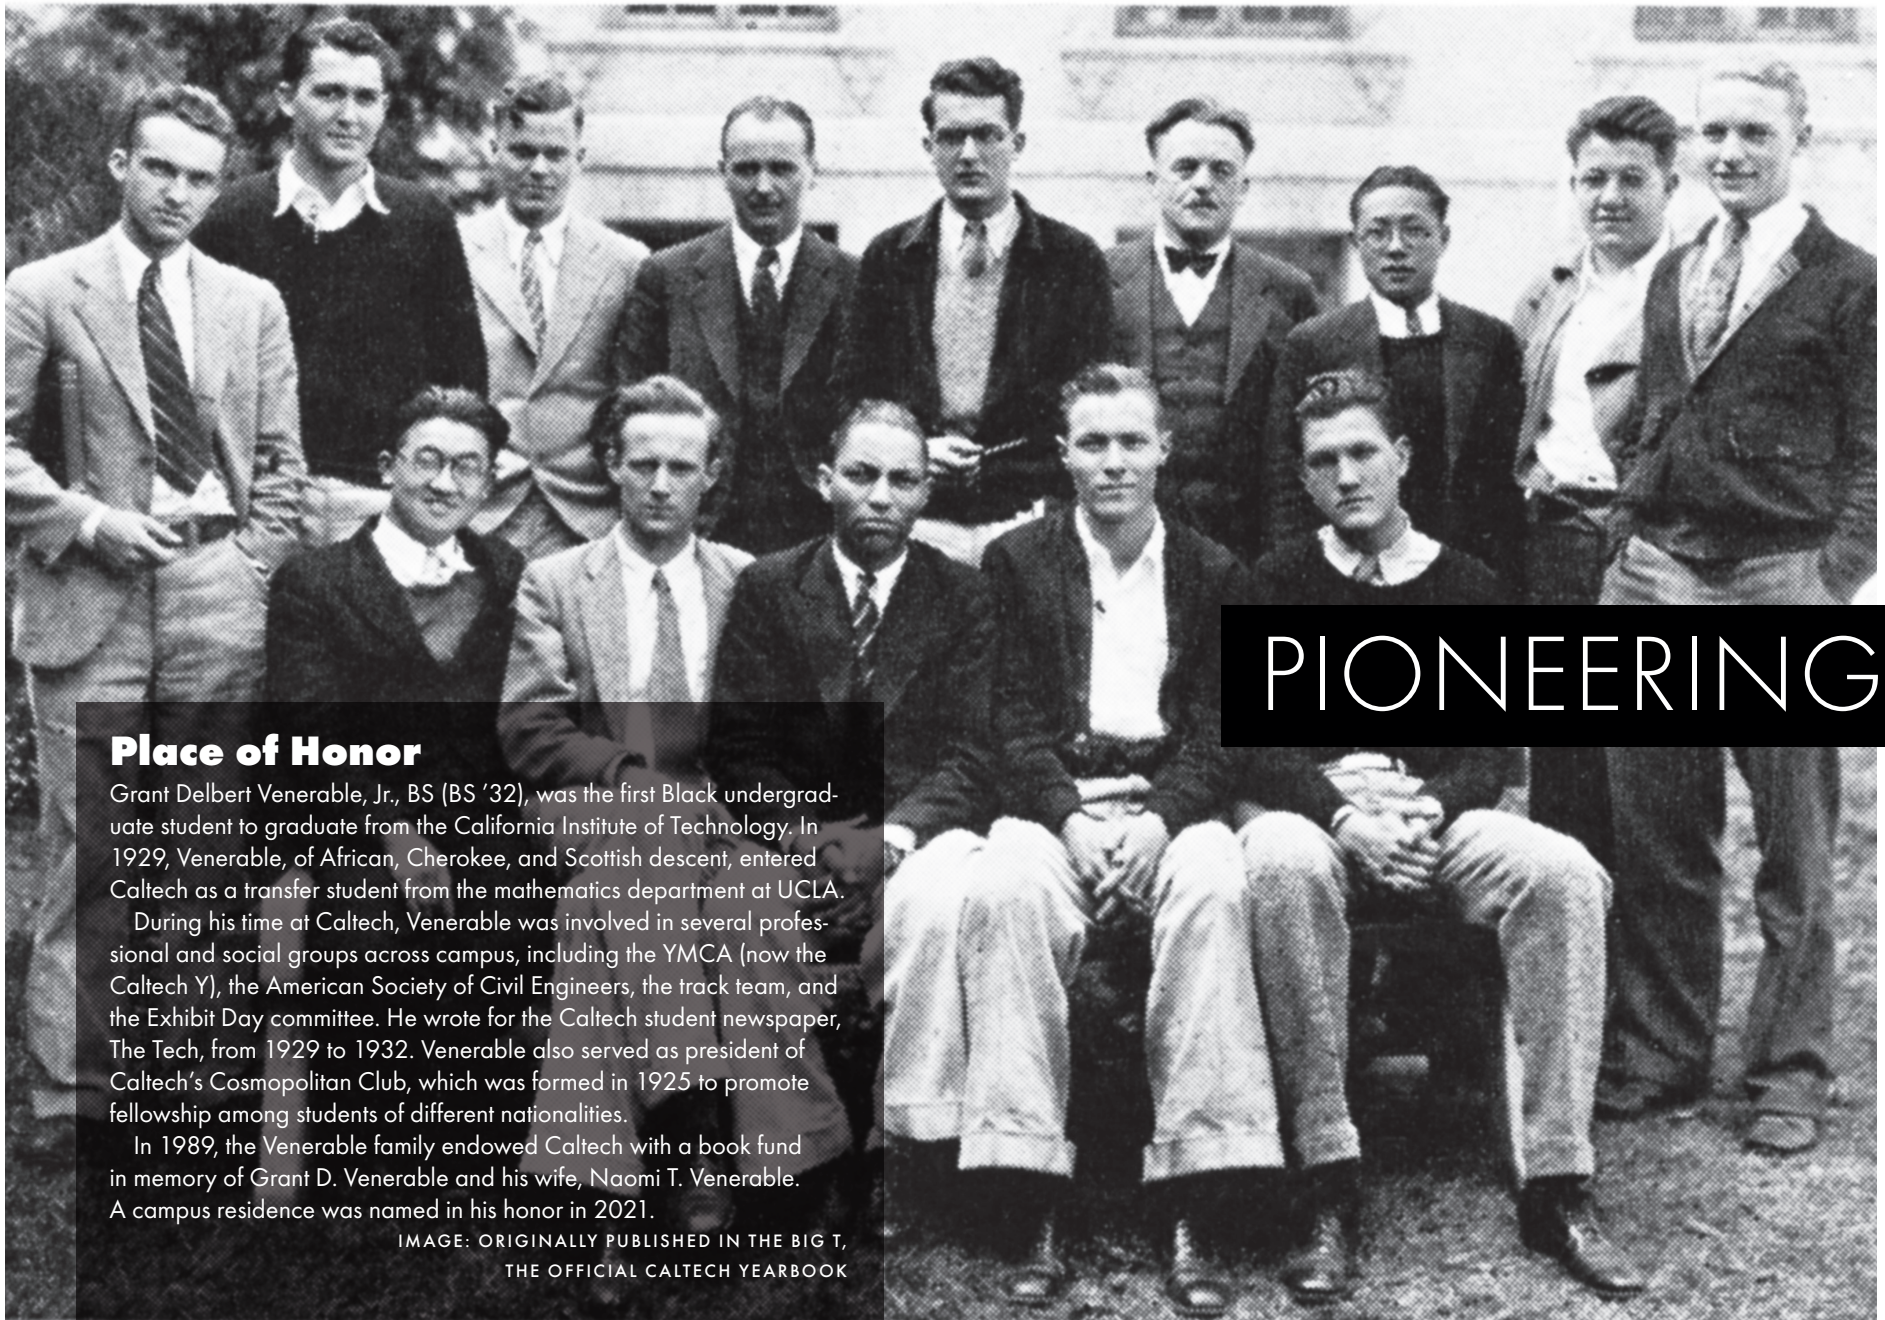 PIONEERING
Place of Honor
Grant Delbert Venerable, Jr., BS (BS ’32), was the first Black undergrad-
uate student to graduate from the California Institute of Technology. In
1929, Venerable, of African, Cherokee, and Scottish descent, entered
Caltech as a transfer student from the mathematics department at UCLA.
During his time at Caltech, Venerable was involved in several profes-
sional and social groups across campus, including the YMCA (now the
Caltech Y), the American Society of Civil Engineers, the track team, and
the Exhibit Day committee. He wrote for the Caltech student newspaper,
The Tech, from 1929 to 1932. Venerable also served as president of
Caltech’s Cosmopolitan Club, which was formed in 1925 to promote
fellowship among students of different nationalities.
In 1989, the Venerable family endowed Caltech with a book fund
in memory of Grant D. Venerable and his wife, Naomi T. Venerable.
A campus residence was named in his honor in 2021.
IMAGE: ORIGINALLY PUBLISHED IN THE BIG T,
THE OFFICIAL CALTECH YEARBOOK